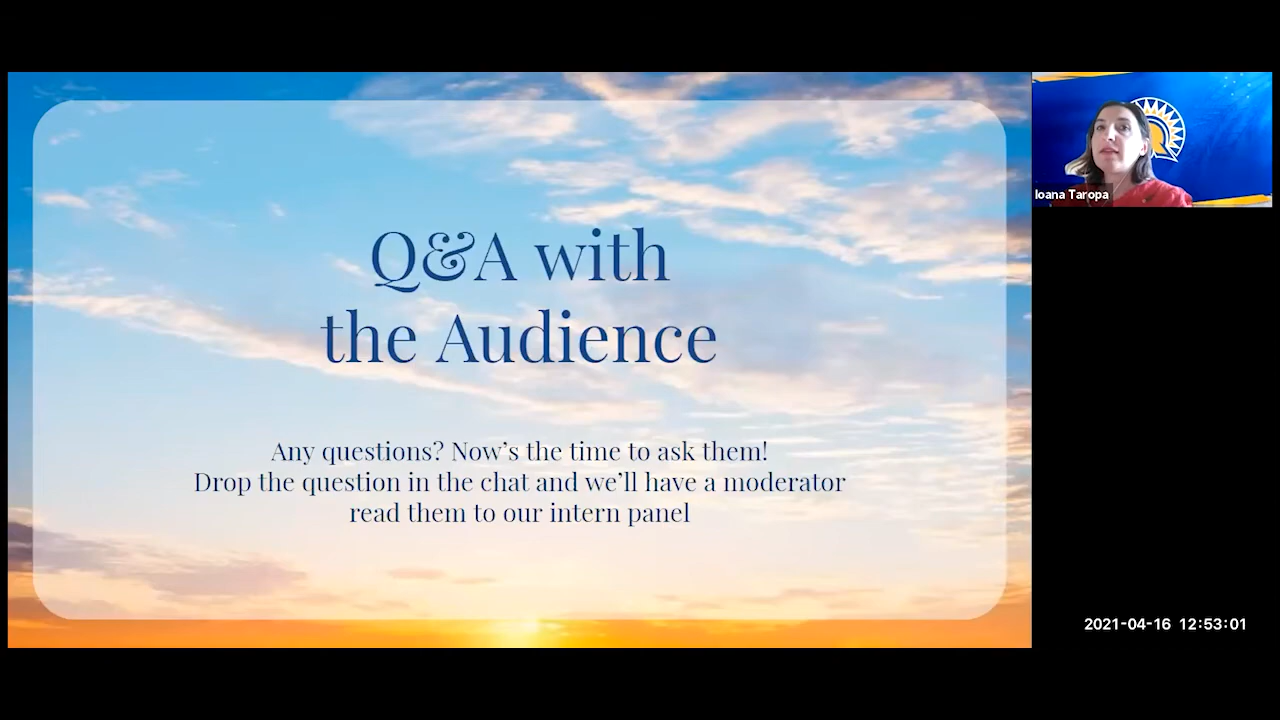 Q&A with
the Audience
Any questions? Now’s the time to ask them!
Drop the question in the chat and we’ll have a moderator
read them to our intern panel
Ioana Taropa
2021-04-16 12:53:01